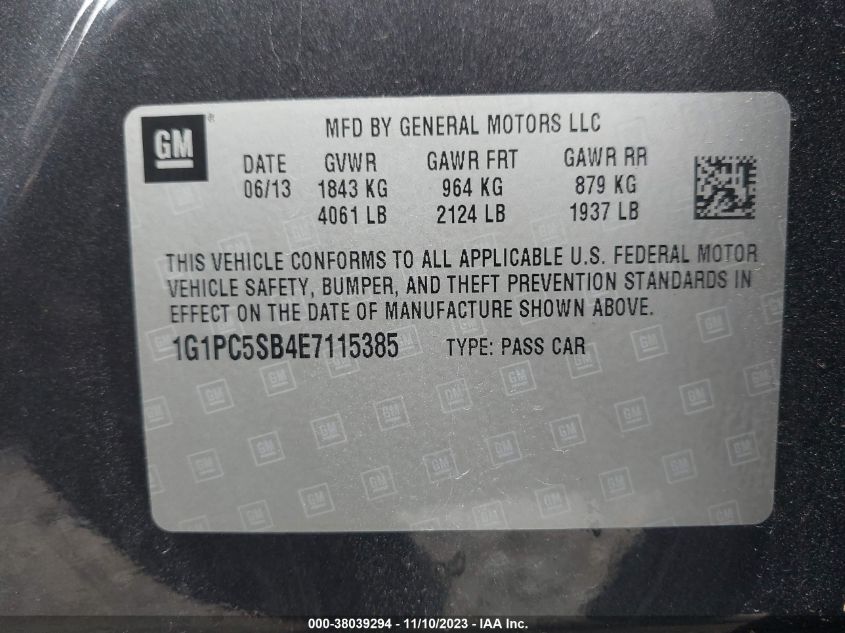 GM®
MFD BY GENERAL MOTORS LLC
DATE GVWR GAWR FRT GAWR RR
06/13 1843 KG 964 KG 879 KG
4061 LB 2124 LB 1937 LB
THIS VEHICLE CONFORMS TO ALL APPLICABLE U.S. FEDERAL MOTOR
VEHICLE SAFETY, BUMPER, AND THEFT PREVENTION STANDARDS IN
EFFECT ON THE DATE OF MANUFACTURE SHOWN ABOVE.
1G1PC5SB4E7115385 TYPE: PASS CAR
000-38039294 - 11/10/2023 - IAA Inc.